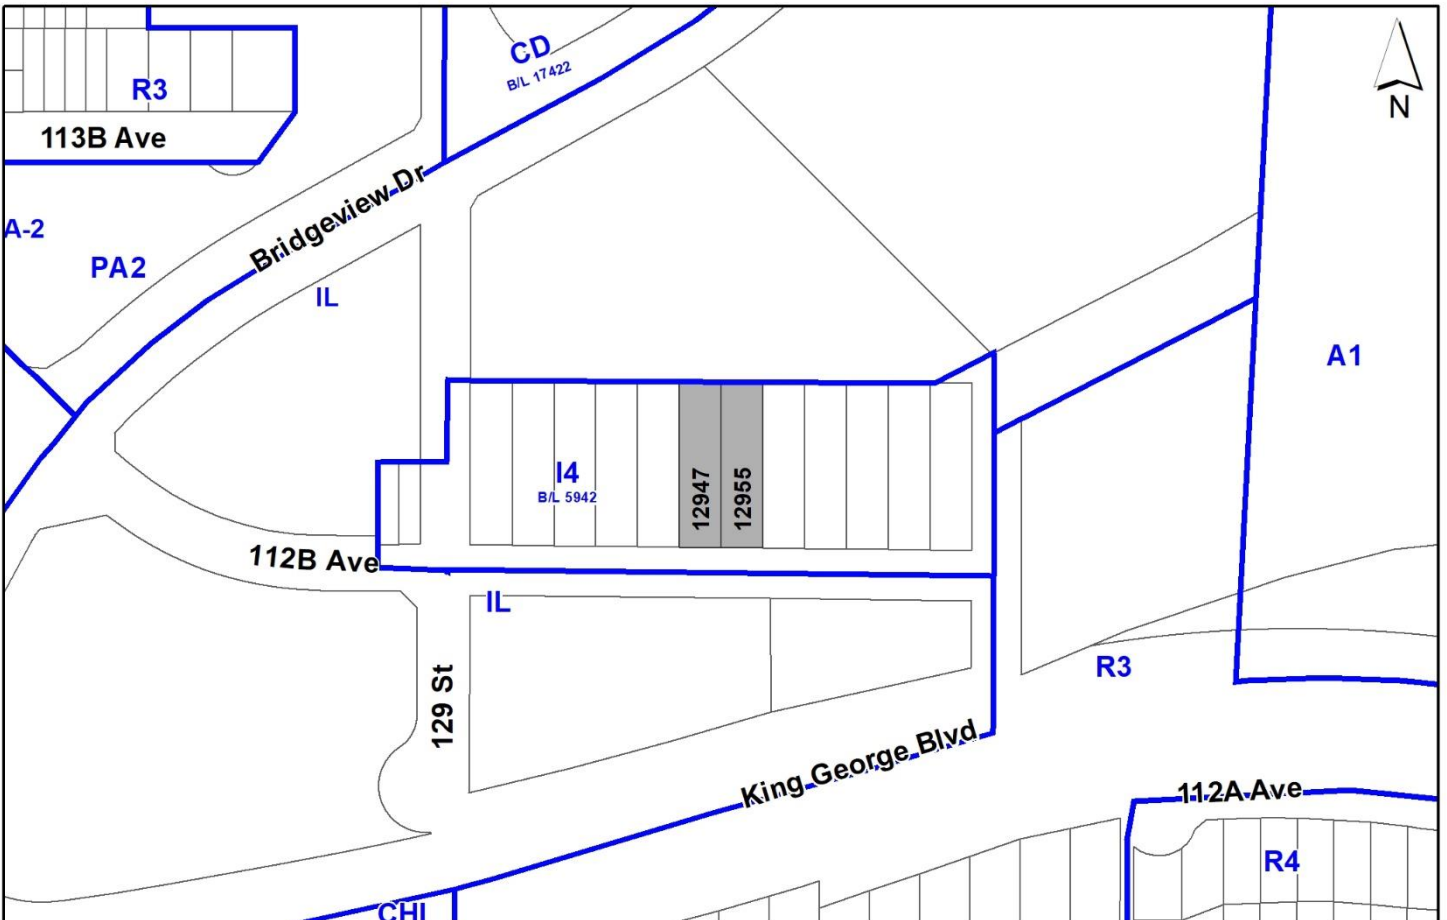 CD
B/L 17422
R3
N
113B Ave
Bridgeview Dr
A-2
PA2
IL
A1
I4
B/L 5942
12947
12955
112B Ave
IL
129 St
R3
King George Blvd
112A Ave
R4
CHI